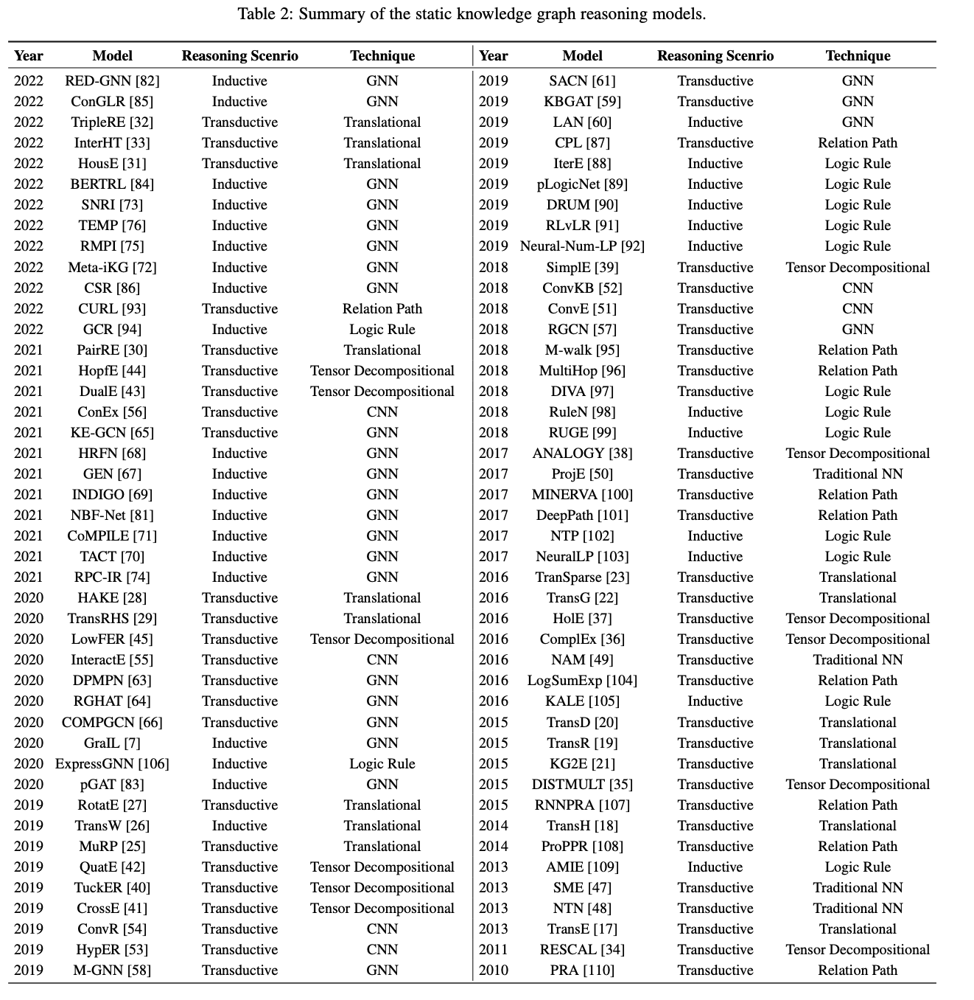 Table 2: Summary of the static knowledge graph reasoning models.
Year Model Reasoning Scenrio Technique Year Model Reasoning Scenrio Technique
2022 RED-GNN [82] Inductive GNN 2019 SACN [61] Transductive GNN
2022 ConGLR [85] Inductive GNN 2019 KBGAT [59] Transductive GNN
2022 TripleRE [32] Transductive Translational 2019 LAN [60] Inductive GNN
2022 InterHT [33] Transductive Translational 2019 CPL [87] Transductive Relation Path
2022 HousE [31] Transductive Translational 2019 IterE [88] Inductive Logic Rule
2022 BERTRL [84] Inductive GNN 2019 pLogicNet [89] Inductive Logic Rule
2022 SNRI [73] Inductive GNN 2019 DRUM [90] Inductive Logic Rule
2022 TEMP [76] Inductive GNN 2019 RLvLR [91] Inductive Logic Rule
2022 RMPI [75] Inductive GNN 2019 Neural-Num-LP [92] Inductive Logic Rule
2022 Meta-iKG [72] Inductive GNN 2018 SimplE [39] Transductive Tensor Decompositional
2022 CSR [86] Inductive GNN 2018 ConvKB [52] Transductive CNN
2022 CURL [93] Transductive Relation Path 2018 ConvE [51] Transductive CNN
2022 GCR [94] Inductive Logic Rule 2018 RGCN [57] Transductive GNN
2021 PairRE [30] Transductive Translational 2018 M-walk [95] Transductive Relation Path
2021 HopfE [44] Transductive Tensor Decompositional 2018 MultiHop [96] Transductive Relation Path
2021 DualE [43] Transductive Tensor Decompositional 2018 DIVA [97] Transductive Logic Rule
2021 ConEx [56] Transductive CNN 2018 RuleN [98] Inductive Logic Rule
2021 KE-GCN [65] Transductive GNN 2018 RUGE [99] Inductive Logic Rule
2021 HRFN [68] Inductive GNN 2017 ANALOGY [38] Transductive Tensor Decompositional
2021 GEN [67] Inductive GNN 2017 ProjE [50] Transductive Traditional NN
2021 INDIGO [69] Inductive GNN 2017 MINERVA [100] Transductive Relation Path
2021 NBF-Net [81] Inductive GNN 2017 DeepPath [101] Transductive Relation Path
2021 CoMPILE [71] Inductive GNN 2017 NTP [102] Inductive Logic Rule
2021 TACT [70] Inductive GNN 2017 NeuralLP [103] Inductive Logic Rule
2021 RPC-IR [74] Inductive GNN 2016 TranSparse [23] Transductive Translational
2020 HAKE [28] Transductive Translational 2016 TransG [22] Transductive Translational
2020 TransRHS [29] Transductive Translational 2016 HolE [37] Transductive Tensor Decompositional
2020 LowFER [45] Transductive Tensor Decompositional 2016 ComplEx [36] Transductive Tensor Decompositional
2020 InteractE [55] Transductive CNN 2016 NAM [49] Transductive Traditional NN
2020 DPMPN [63] Transductive GNN 2016 LogSumExp [104] Transductive Relation Path
2020 RGHAT [64] Transductive GNN 2016 KALE [105] Inductive Logic Rule
2020 COMPGCN [66] Transductive GNN 2015 TransD [20] Transductive Translational
2020 GraIL [7] Inductive GNN 2015 TransR [19] Transductive Translational
2020 ExpressGNN [106] Inductive Logic Rule 2015 KG2E [21] Transductive Translational
2020 pGAT [83] Inductive GNN 2015 DISTMULT [35] Transductive Tensor Decompositional
2019 RotatE [27] Transductive Translational 2015 RNNPRA [107] Transductive Relation Path
2019 TransW [26] Inductive Translational 2014 TransH [18] Transductive Translational
2019 MuRP [25] Transductive Translational 2014 ProPPR [108] Transductive Relation Path
2019 QuatE [42] Transductive Tensor Decompositional 2013 AMIE [109] Inductive Logic Rule
2019 TuckER [40] Transductive Tensor Decompositional 2013 SME [47] Transductive Traditional NN
2019 CrossE [41] Transductive Tensor Decompositional 2013 NTN [48] Transductive Traditional NN
2019 ConvR [54] Transductive CNN 2013 TransE [17] Transductive Translational
2019 HypER [53] Transductive CNN 2011 RESCAL [34] Transductive Tensor Decompositional
2019 M-GNN [58] Transductive GNN 2010 PRA [110] Transductive Relation Path